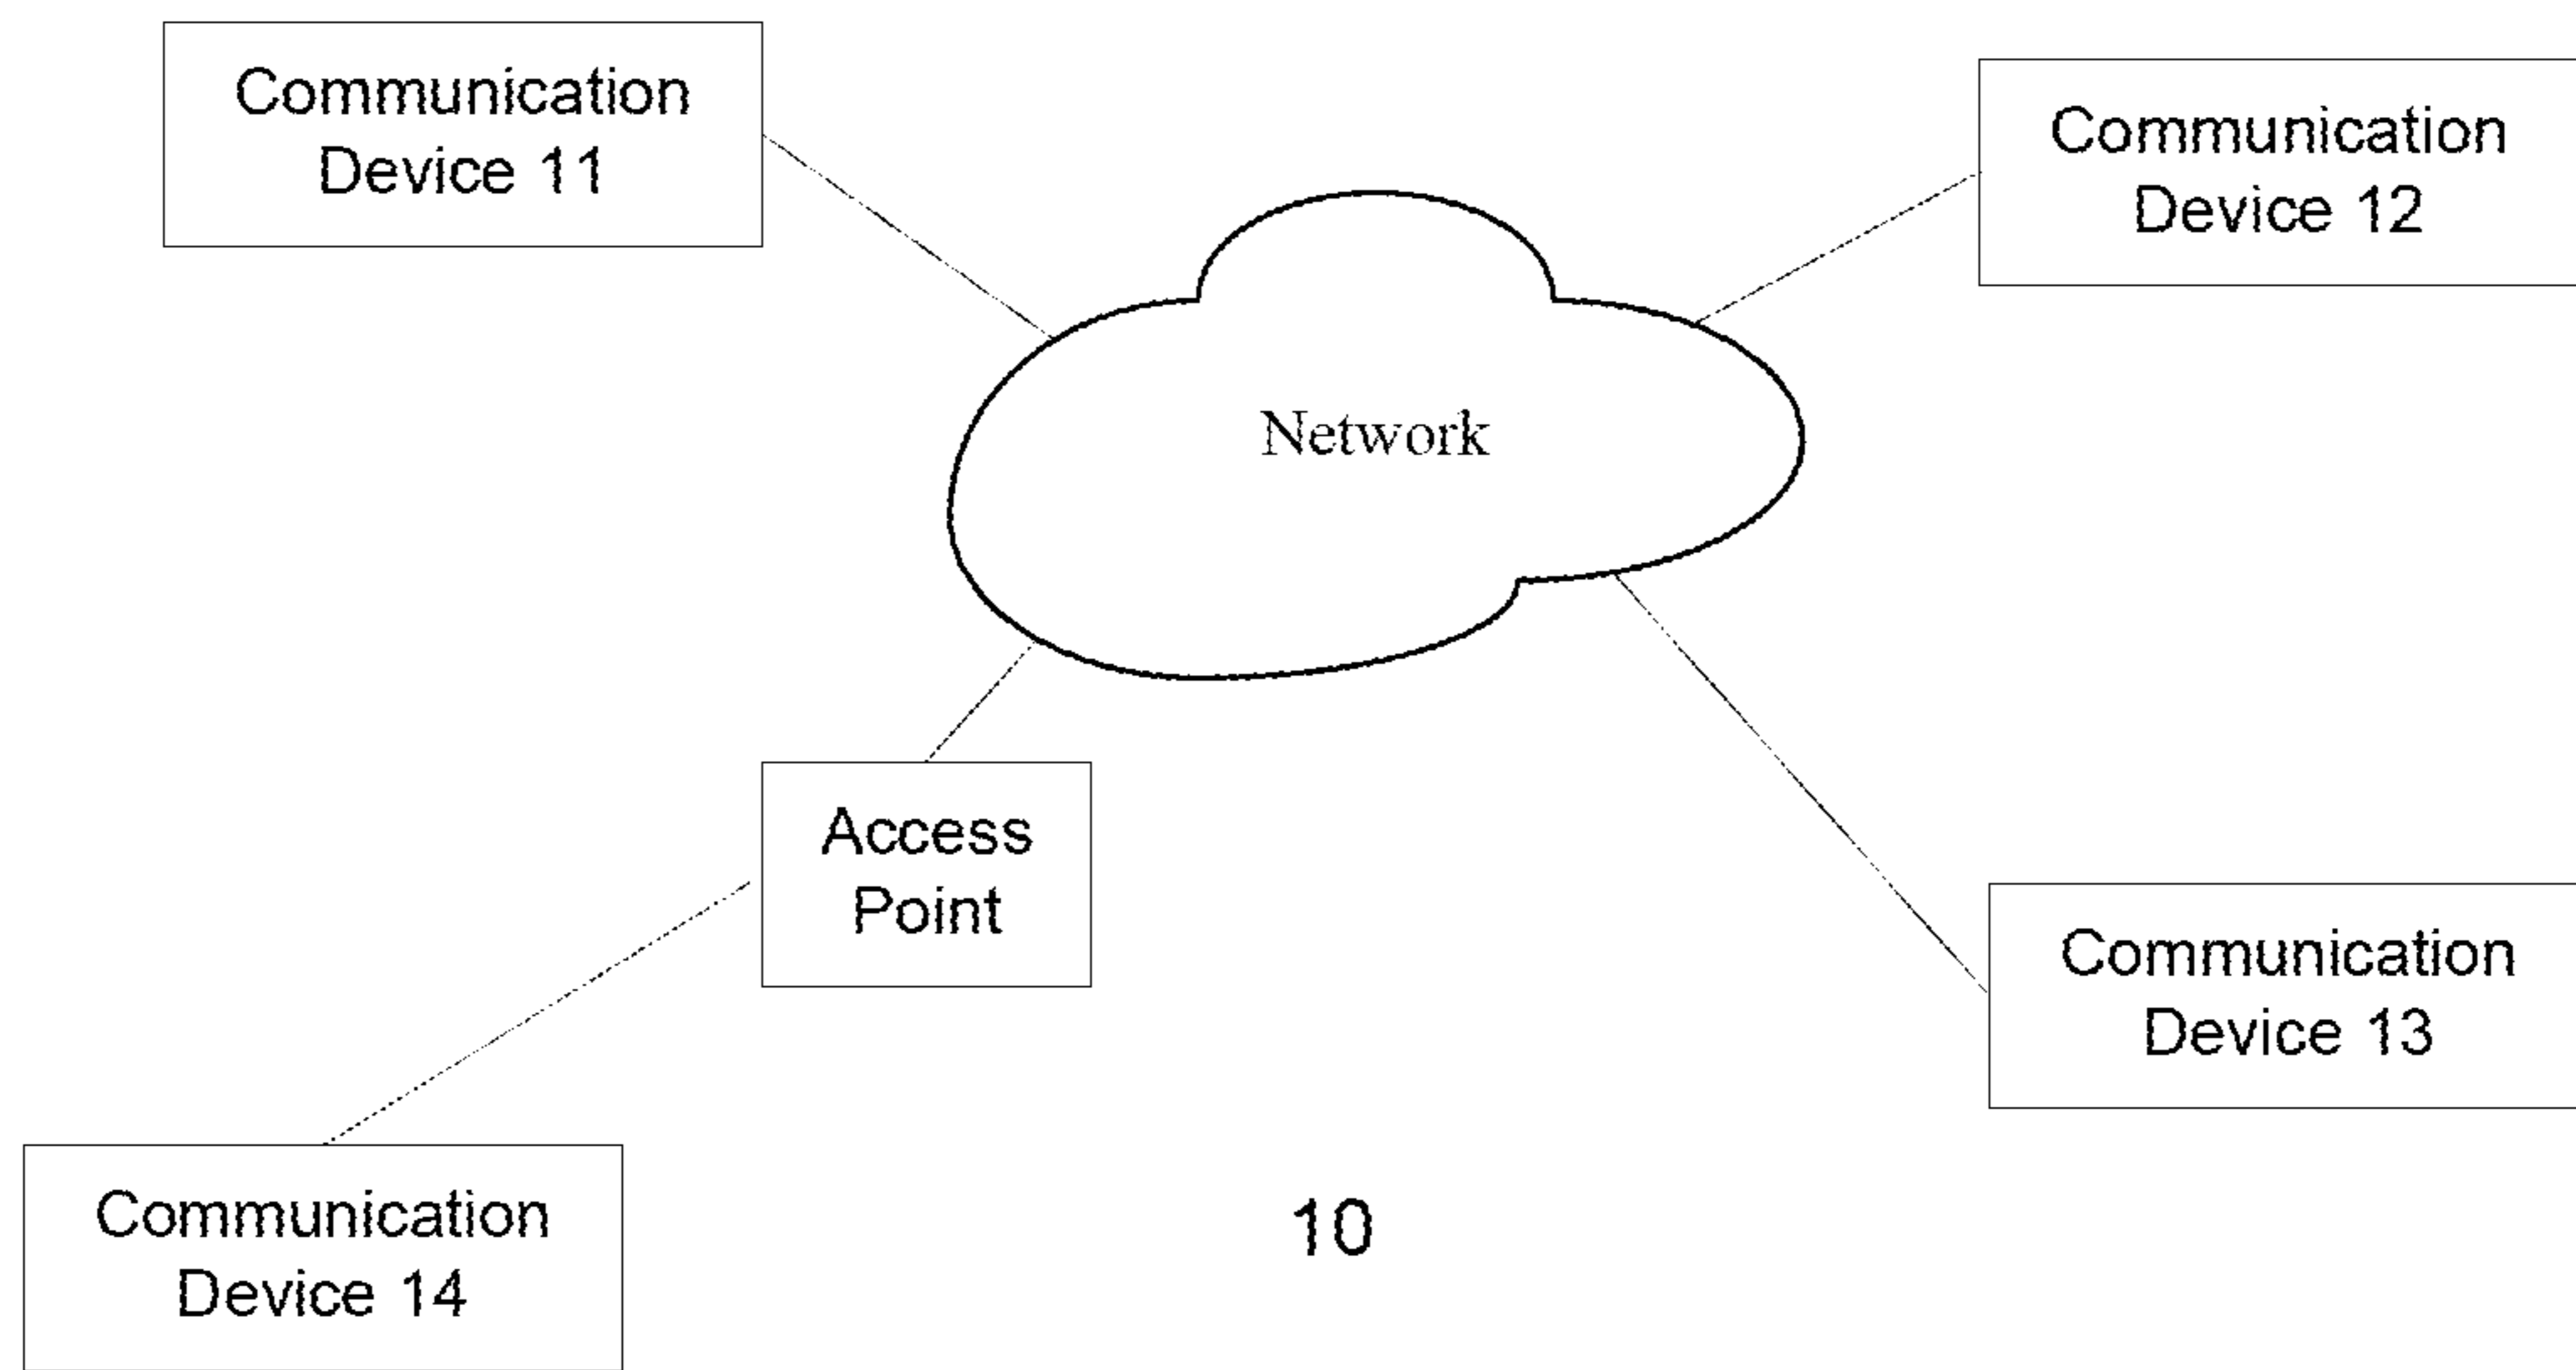 Communication
Device 11
Communication
Device 12
Network
Access
Point
Communication
Device 13
Communication
Device 14
10